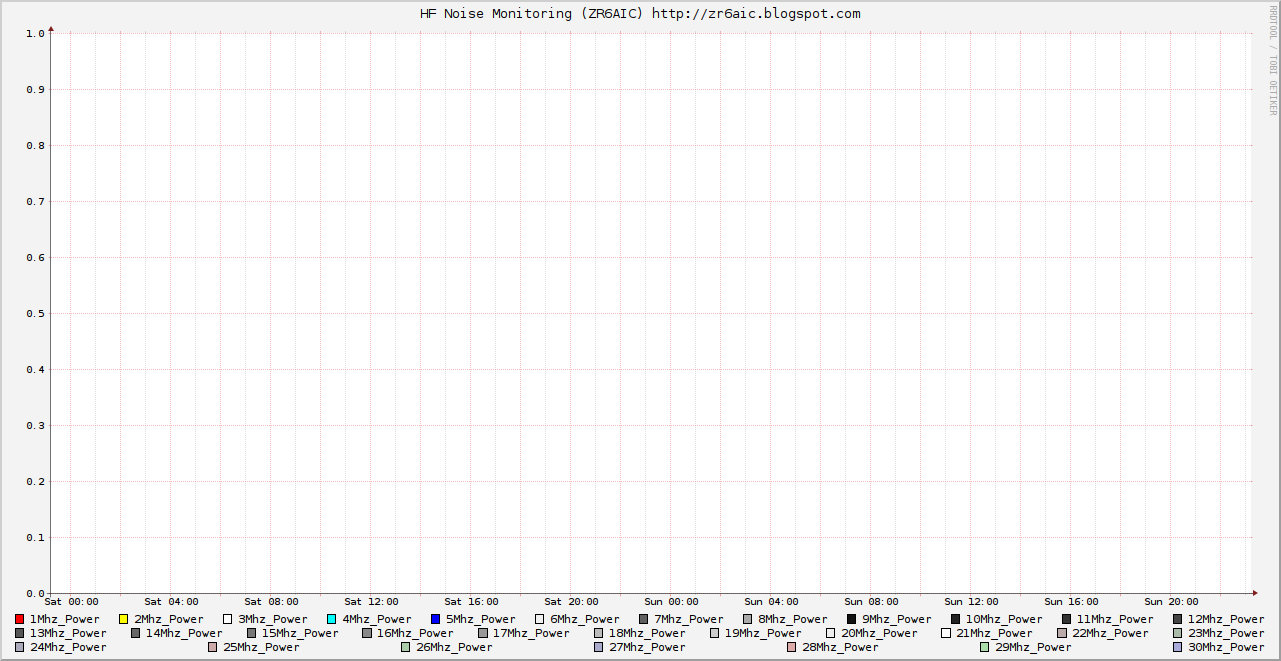 HF Noise Monitoring (ZR6AIC) http://zr6aic.blogspot.com
RRDTOOL / TOBI OETIKER
1.0
0.9
0.8
0.7
0.6
0.5
0.4
0.3
0.2
0.1
0.0
Sat 00:00 Sat 04:00 Sat 08:00 Sat 12:00 Sat 16:00 Sat 20:00 Sun 00:00 Sun 04:00 Sun 08:00 Sun 12:00 Sun 16:00 Sun 20:00
1Mhz_Power 2Mhz_Power 3Mhz_Power 4Mhz_Power 5Mhz_Power 6Mhz_Power 7Mhz_Power 8Mhz_Power 9Mhz_Power 10Mhz_Power 11Mhz_Power 12Mhz_Power
13Mhz_Power 14Mhz_Power 15Mhz_Power 16Mhz_Power 17Mhz_Power 18Mhz_Power 19Mhz_Power 20Mhz_Power 21Mhz_Power 22Mhz_Power 23Mhz_Power
24Mhz_Power 25Mhz_Power 26Mhz_Power 27Mhz_Power 28Mhz_Power 29Mhz_Power 30Mhz_Power